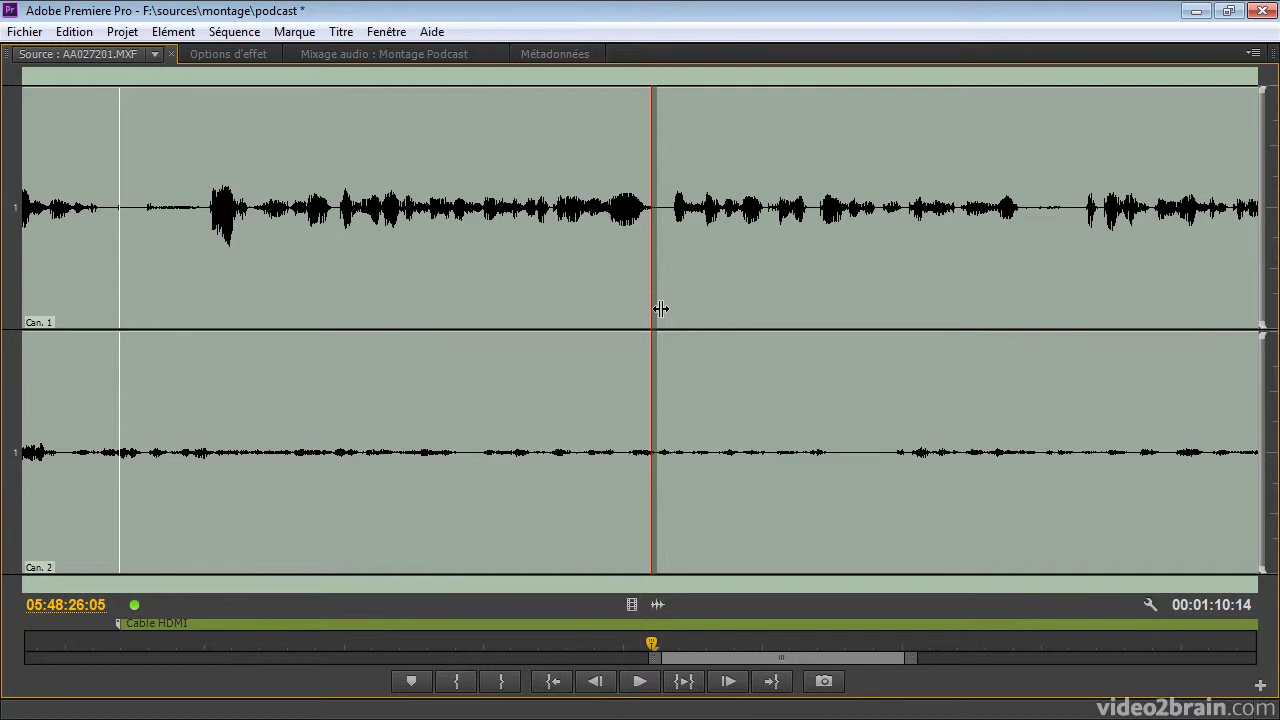 Pr Adobe Premiere Pro - F:\sources\montage\podcast *
Fichier Edition Projet Elément Séquence Marque Titre Fenêtre Aide
Source : AA027201.MXF Options d'effet Mixage audio : Montage Podcast Métadonnées
1
Can. 1
1
Can. 2
05:48:26:05 00:01:10:14
Cable HDMI
video2brain.com